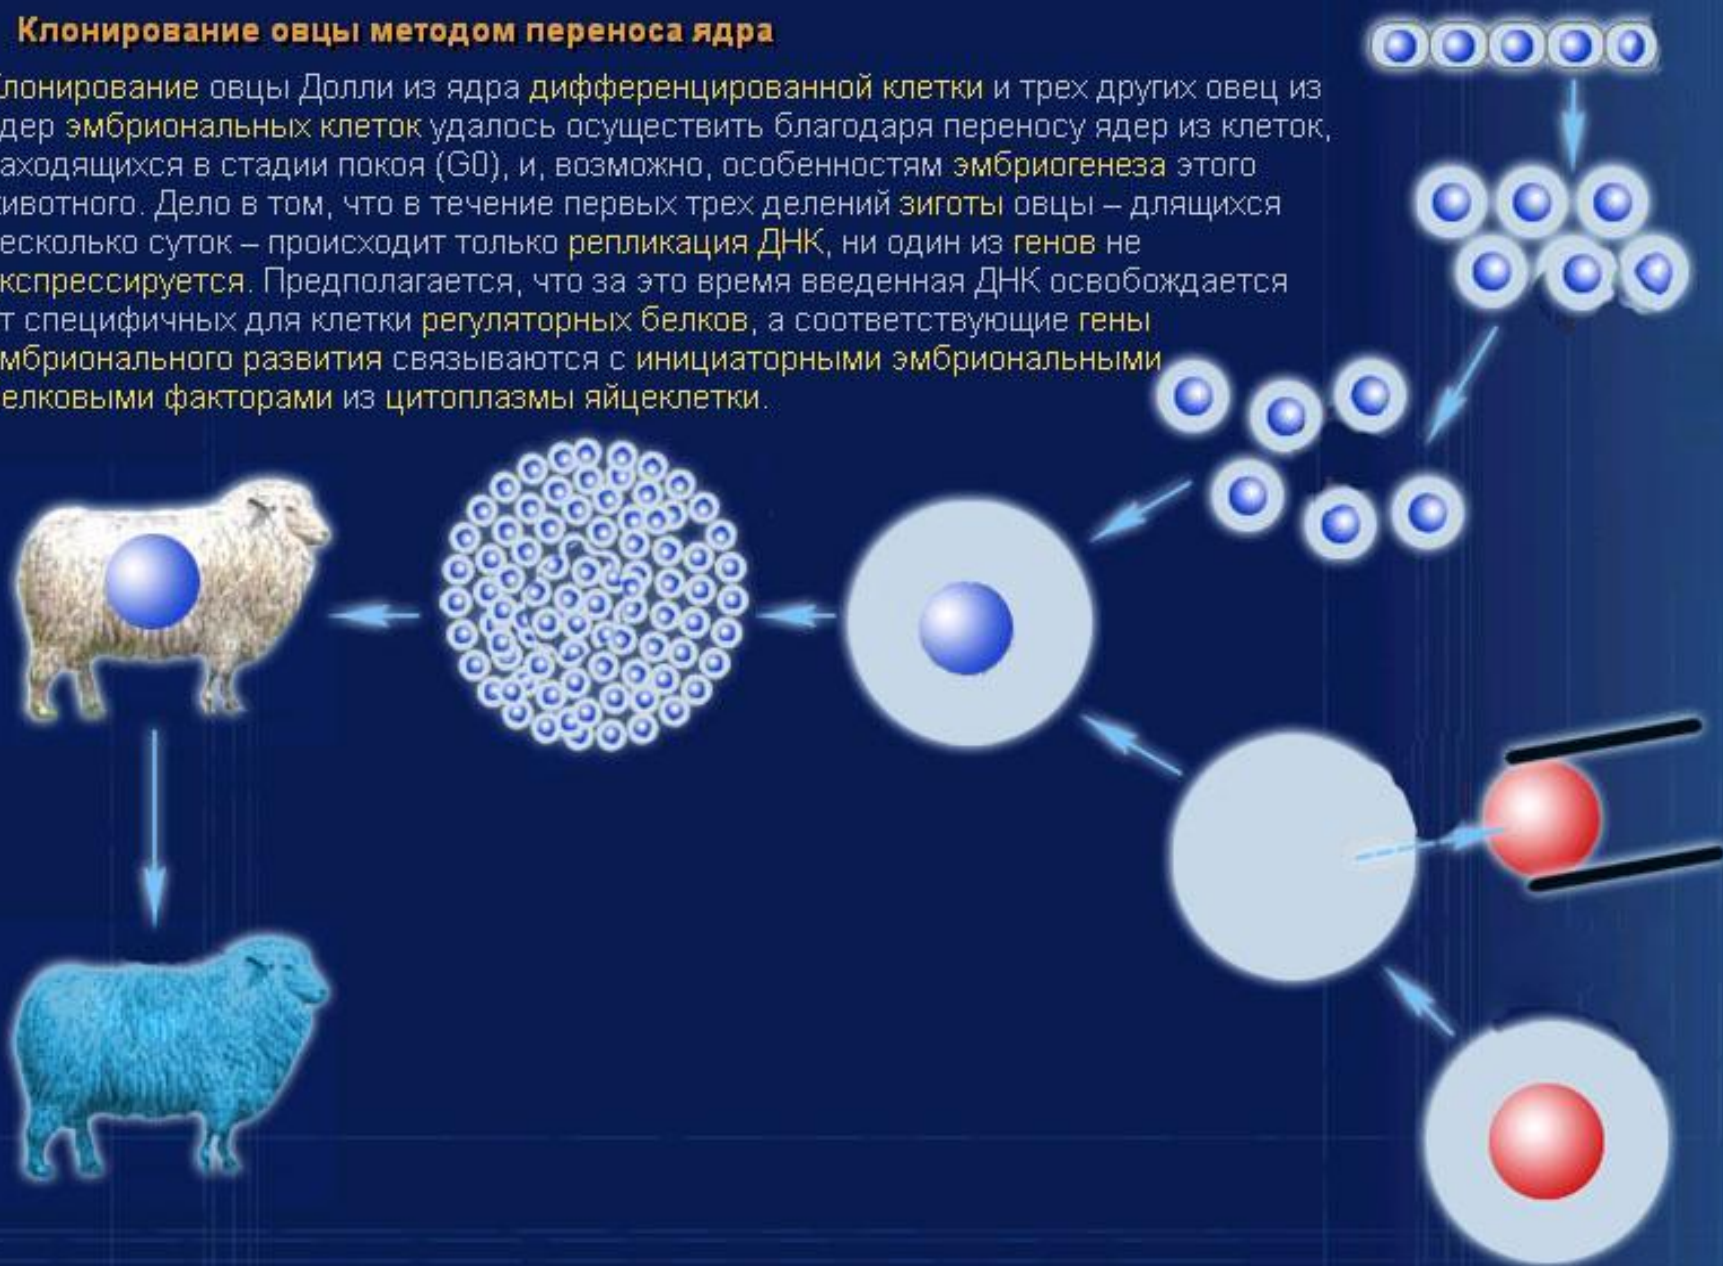 Клонирование овцы методом переноса ядра
лонирование овцы Долли из ядра дифференцированной клетки и трех других овец из
дер эмбриональных клеток удалось осуществить благодаря переносу ядер из клеток,
аходящихся в стадии покоя (G0), и, возможно, особенностям эмбриогенеза этого
ивотного. Дело в том, что в течение первых трех делений зиготы овцы – длящихся
есколько суток – происходит только репликация ДНК, ни один из генов не
кспрессируется. Предполагается, что за это время введенная ДНК освобождается
т специфичных для клетки регуляторных белков, а соответствующие гены
мбрионального развития связываются с инициаторными эмбриональными
елковыми факторами из цитоплазмы яйцеклетки.